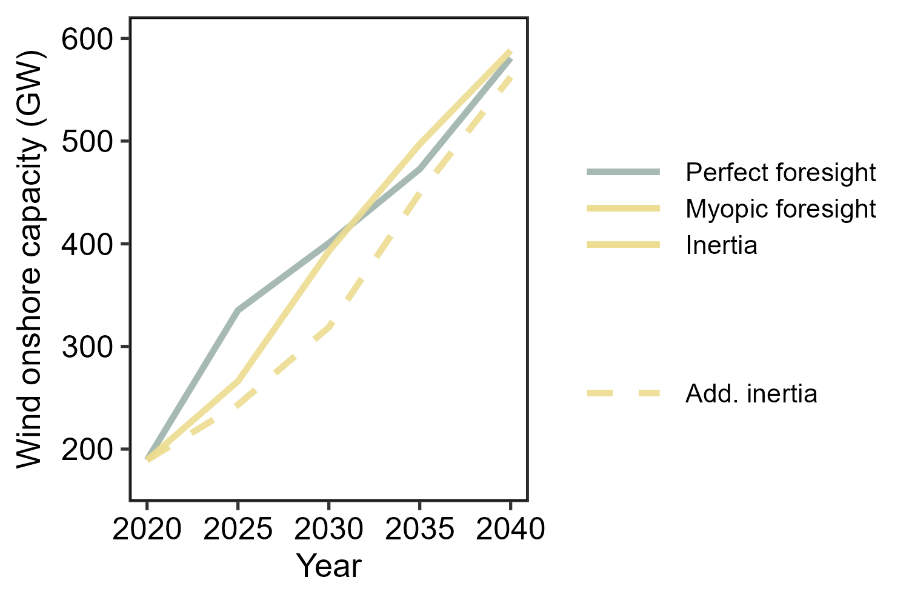 Wind onshore capacity (GW)
600
500
400
300
200
2020 2025 2030 2035 2040
Year
Perfect foresight
Myopic foresight
Inertia
Add. inertia